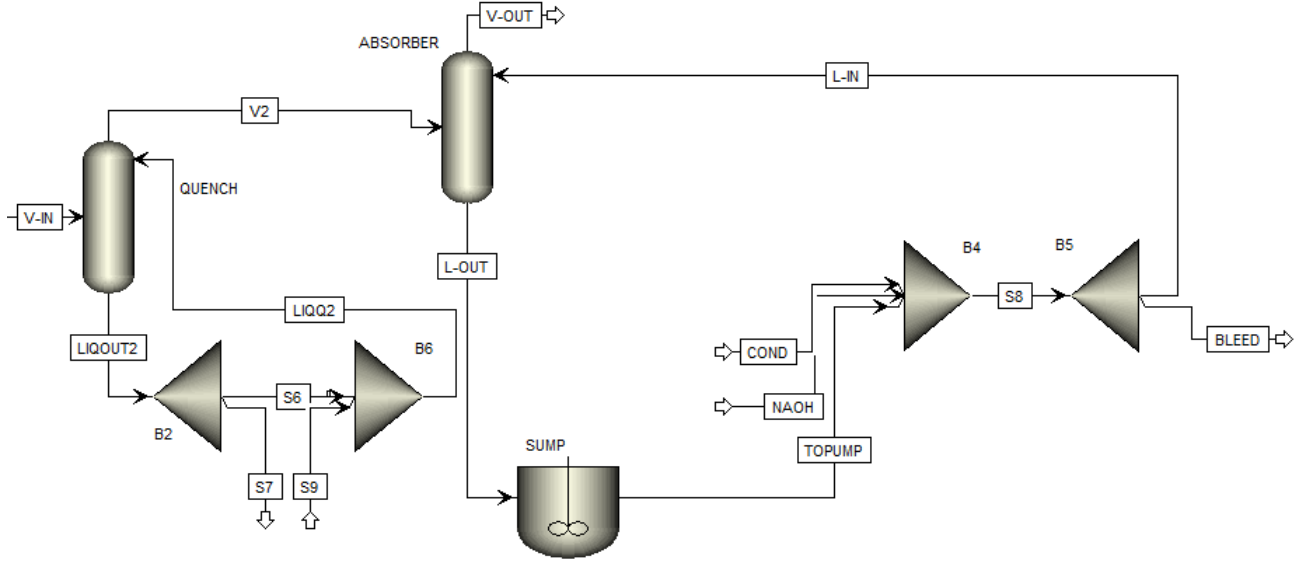 V-OUT
ABSORBER
L-IN
V2
QUENCH
V-IN
B4
B5
L-OUT
S8
LIQQ2
BLEED
LIQOUT2
B6
COND
S6
NAOH
B2
SUMP
TOPUMP
S7
S9